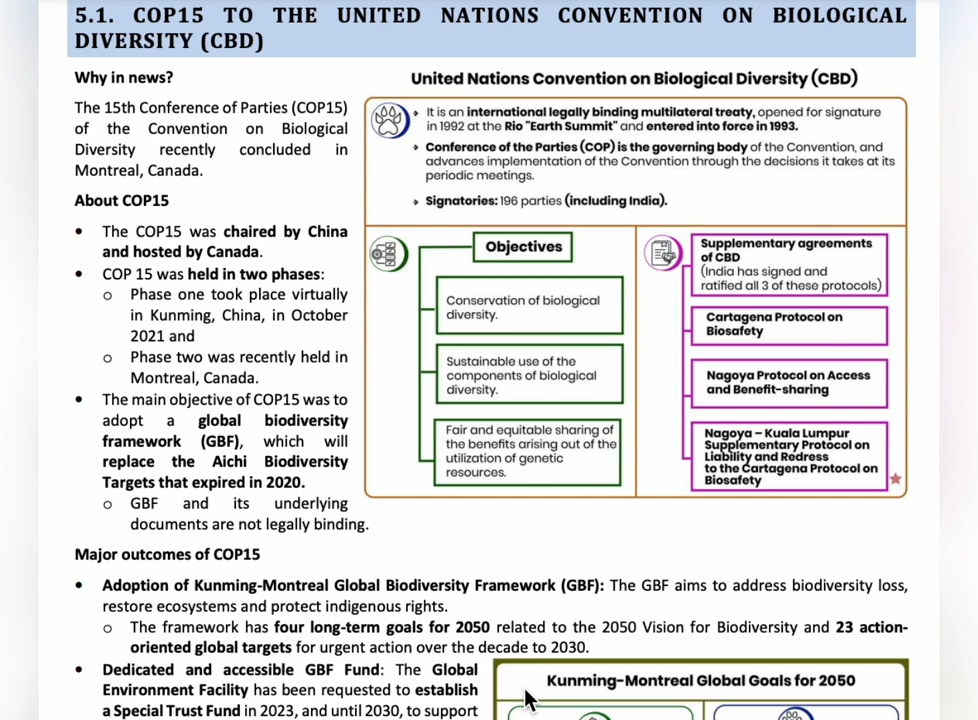 5.1. COP15 TO THE UNITED NATIONS CONVENTION ON BIOLOGICAL
DIVERSITY (CBD)
Why in news?
The 15th Conference of Parties (COP15)
of the Convention on Biological
Diversity recently concluded in
Montreal, Canada.
About COP15
• The COP15 was chaired by China
and hosted by Canada.
• COP 15 was held in two phases:
o Phase one took place virtually
in Kunming, China, in October
2021 and
o Phase two was recently held in
Montreal, Canada.
• The main objective of COP15 was to
adopt a global biodiversity
framework (GBF), which will
replace the Aichi Biodiversity
Targets that expired in 2020.
o GBF and its underlying
documents are not legally binding.
United Nations Convention on Biological Diversity (CBD)
It is an international legally binding multilateral treaty, opened for signature
in 1992 at the Rio "Earth Summit" and entered into force in 1993.
Conference of the Parties (COP) is the governing body of the Convention, and
advances implementation of the Convention through the decisions it takes at its
periodic meetings.
Signatories: 196 parties (including India).
Objectives
Conservation of biological
diversity.
Sustainable use of the
components of biological
diversity.
Fair and equitable sharing of
the benefits arising out of the
utilization of genetic
resources.
Supplementary agreements
of CBD
(India has signed and
ratified all 3 of these protocols)
Cartagena Protocol on
Biosafety
Nagoya Protocol on Access
and Benefit-sharing
Nagoya – Kuala Lumpur
Supplementary Protocol on
Liability and Redress
to the Cartagena Protocol on
Biosafety
Major outcomes of COP15
• Adoption of Kunming-Montreal Global Biodiversity Framework (GBF): The GBF aims to address biodiversity loss,
restore ecosystems and protect indigenous rights.
o The framework has four long-term goals for 2050 related to the 2050 Vision for Biodiversity and 23 action-
oriented global targets for urgent action over the decade to 2030.
• Dedicated and accessible GBF Fund: The Global
Environment Facility has been requested to establish
a Special Trust Fund in 2023, and until 2030, to support
Kunming-Montreal Global Goals for 2050